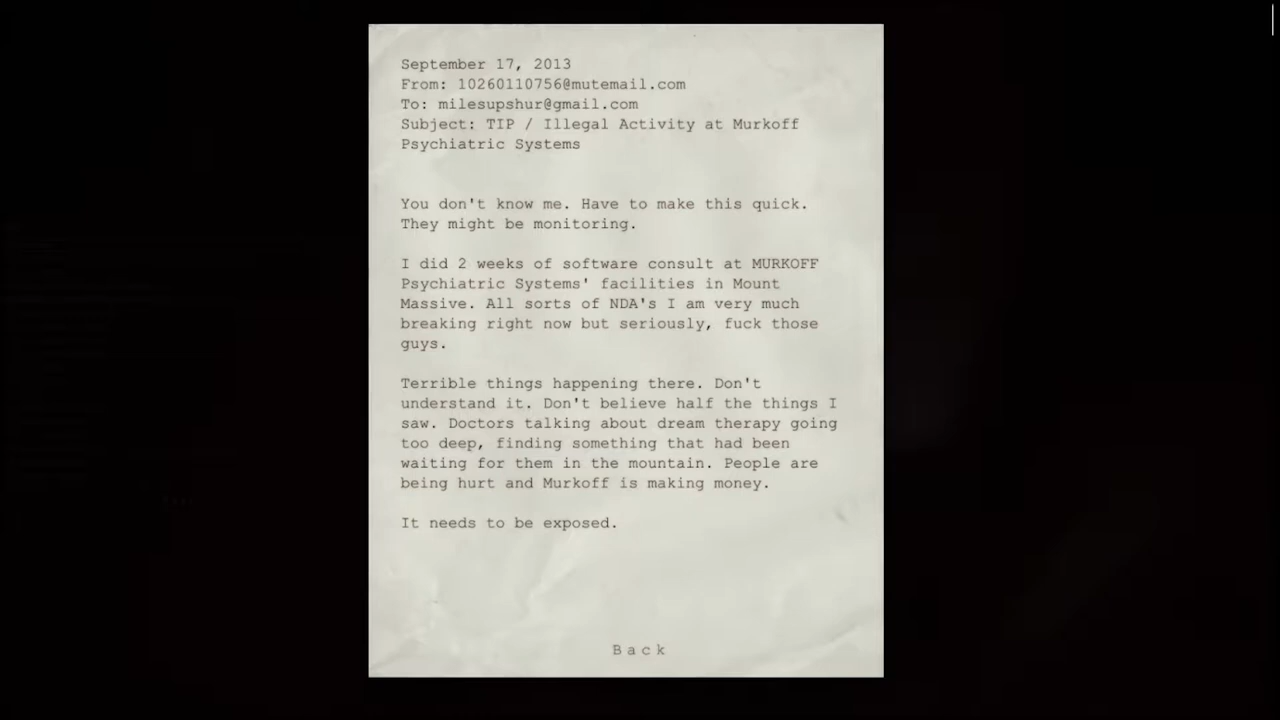 September 17, 2013
From: 10260110756@mutemail.com
To: milesupshur@gmail.com
Subject: TIP / Illegal Activity at Murkoff
Psychiatric Systems
You don't know me. Have to make this quick.
They might be monitoring.
I did 2 weeks of software consult at MURKOFF
Psychiatric Systems' facilities in Mount
Massive. All sorts of NDA's I am very much
breaking right now but seriously, fuck those
guys.
Terrible things happening there. Don't
understand it. Don't believe half the things I
saw. Doctors talking about dream therapy going
too deep, finding something that had been
waiting for them in the mountain. People are
being hurt and Murkoff is making money.
It needs to be exposed.
Back